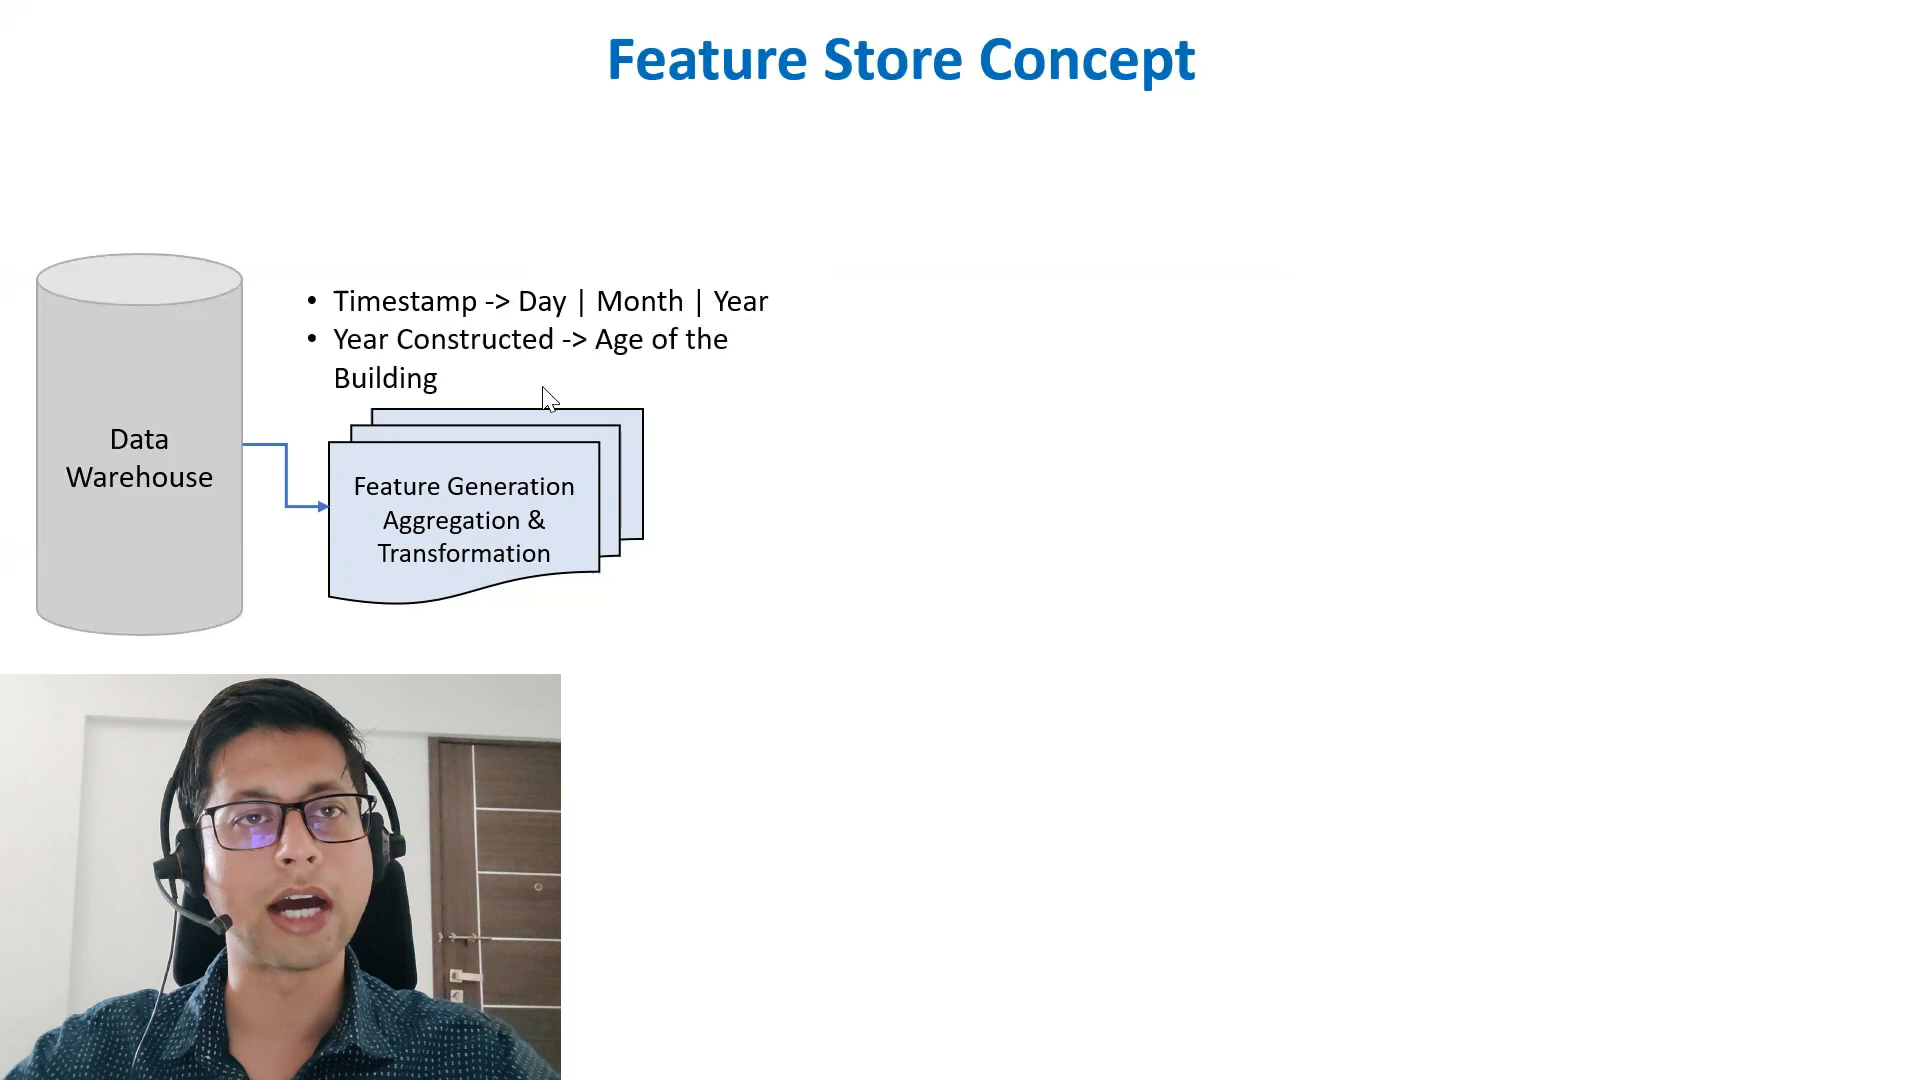 Feature Store Concept
• Timestamp -> Day | Month | Year
• Year Constructed -> Age of the
Building
Data
Warehouse
Feature Generation
Aggregation &
Transformation